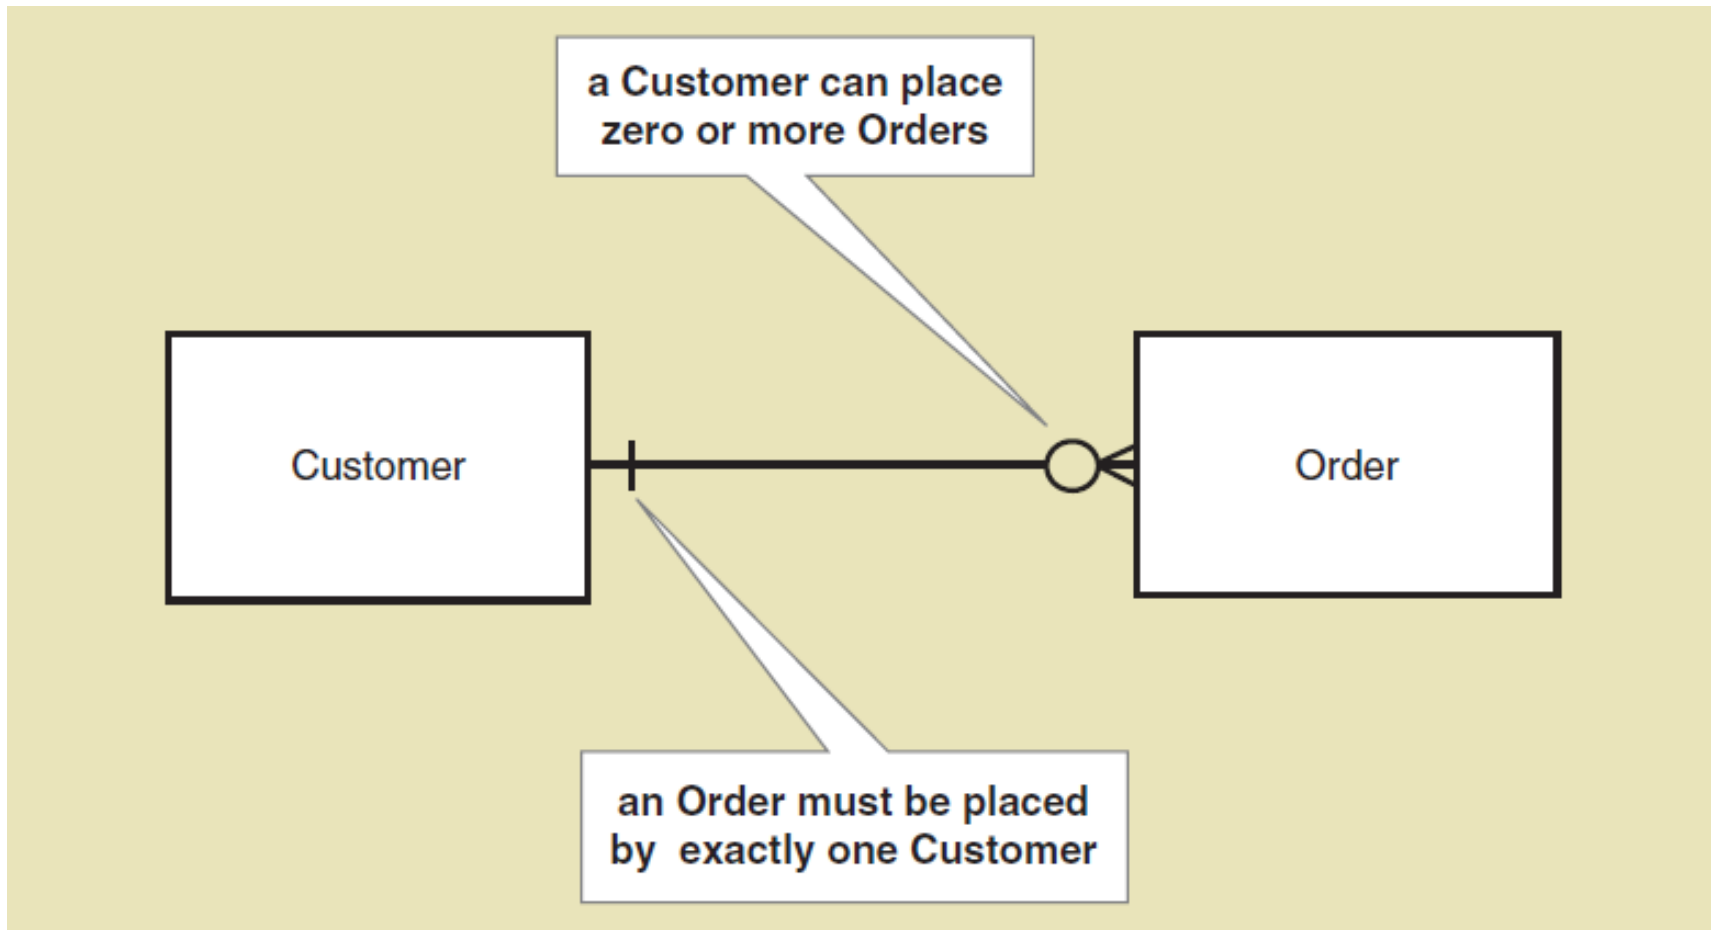 a Customer can place
zero or more Orders
Customer
Order
an Order must be placed
by exactly one Customer